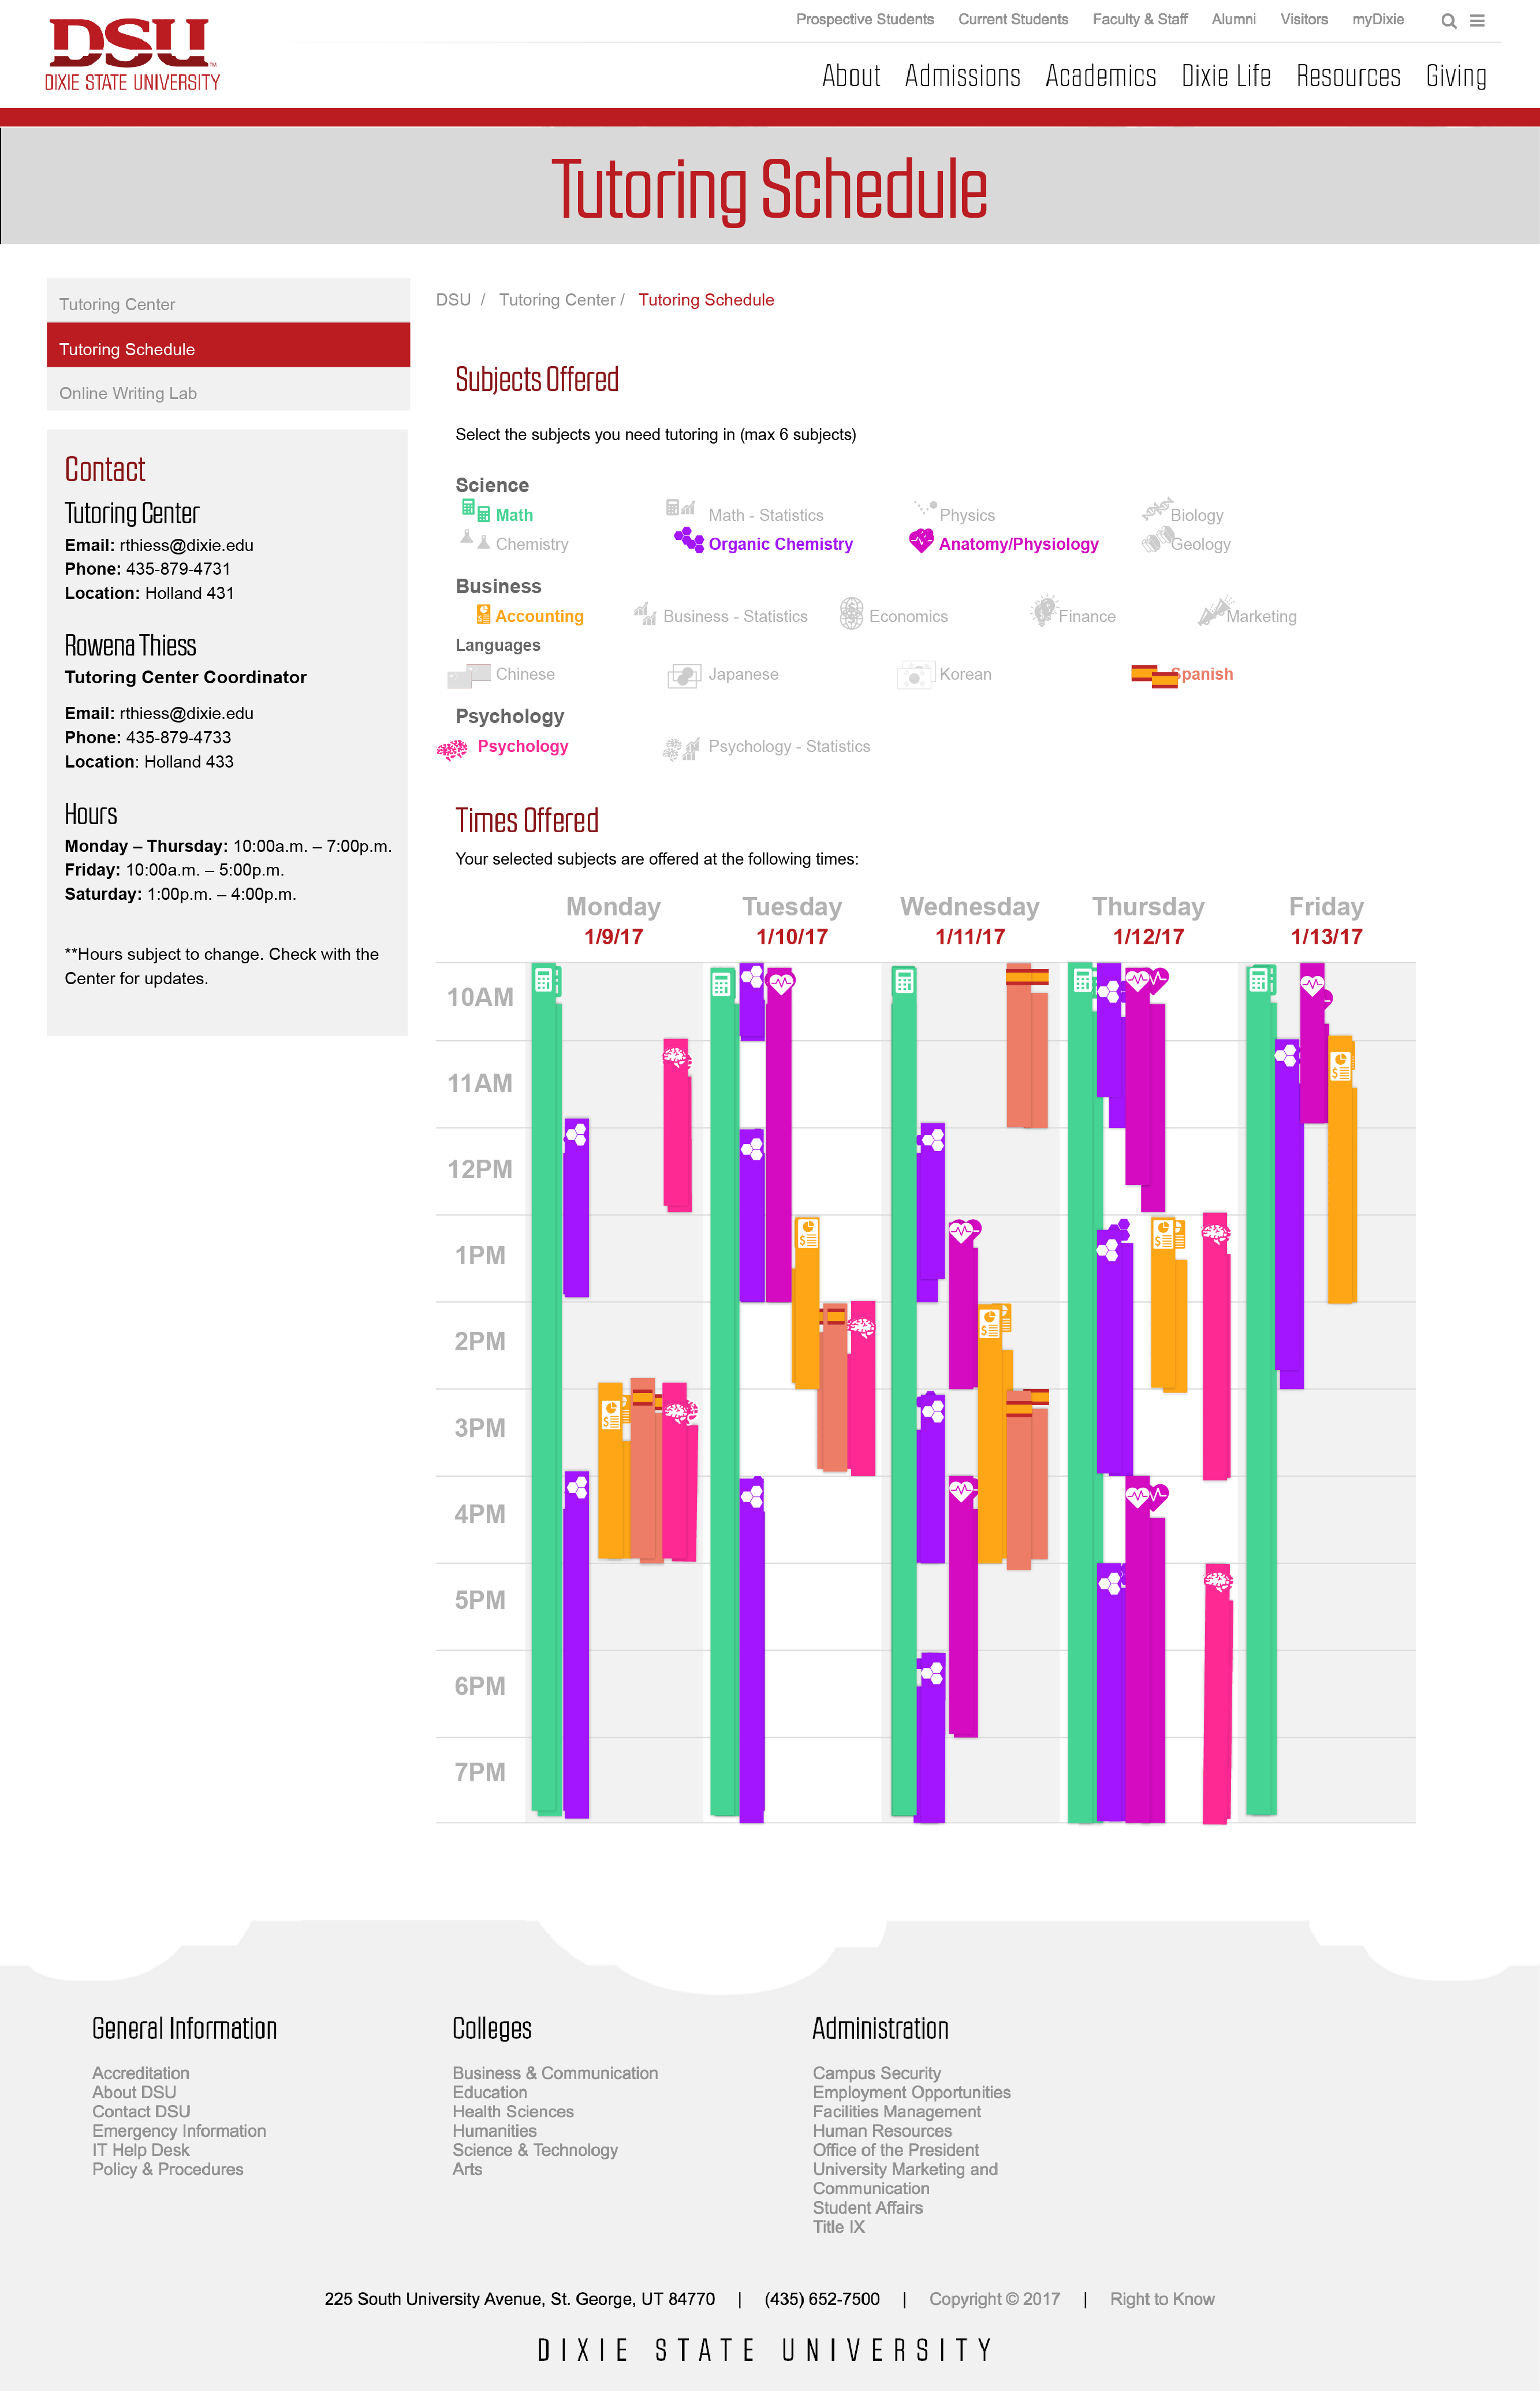 DSU™
DIXIE STATE UNIVERSITY
Prospective Students Current Students Faculty & Staff Alumni Visitors myDixie
About Admissions Academics Dixie Life Resources Giving
Tutoring Schedule
Tutoring Center
Tutoring Schedule
Online Writing Lab
Contact
Tutoring Center
Email: rthiess@dixie.edu
Phone: 435-879-4731
Location: Holland 431
Rowena Thiess
Tutoring Center Coordinator
Email: rthiess@dixie.edu
Phone: 435-879-4733
Location: Holland 433
Hours
Monday – Thursday: 10:00a.m. – 7:00p.m.
Friday: 10:00a.m. – 5:00p.m.
Saturday: 1:00p.m. – 4:00p.m.
**Hours subject to change. Check with the
Center for updates.
DSU / Tutoring Center / Tutoring Schedule
Subjects Offered
Select the subjects you need tutoring in (max 6 subjects)
Science
Math Math - Statistics Physics Biology
Chemistry Organic Chemistry Anatomy/Physiology Geology
Business
Accounting Business - Statistics Economics Finance Marketing
Languages
Chinese Japanese Korean Spanish
Psychology
Psychology Psychology - Statistics
Times Offered
Your selected subjects are offered at the following times:
Monday Tuesday Wednesday Thursday Friday
1/9/17 1/10/17 1/11/17 1/12/17 1/13/17
10AM
11AM
12PM
1PM
2PM
3PM
4PM
5PM
6PM
7PM
General Information
Accreditation
About DSU
Contact DSU
Emergency Information
IT Help Desk
Policy & Procedures
Colleges
Business & Communication
Education
Health Sciences
Humanities
Science & Technology
Arts
Administration
Campus Security
Employment Opportunities
Facilities Management
Human Resources
Office of the President
University Marketing and
Communication
Student Affairs
Title IX
225 South University Avenue, St. George, UT 84770 | (435) 652-7500 | Copyright © 2017 | Right to Know
DIXIE STATE UNIVERSITY